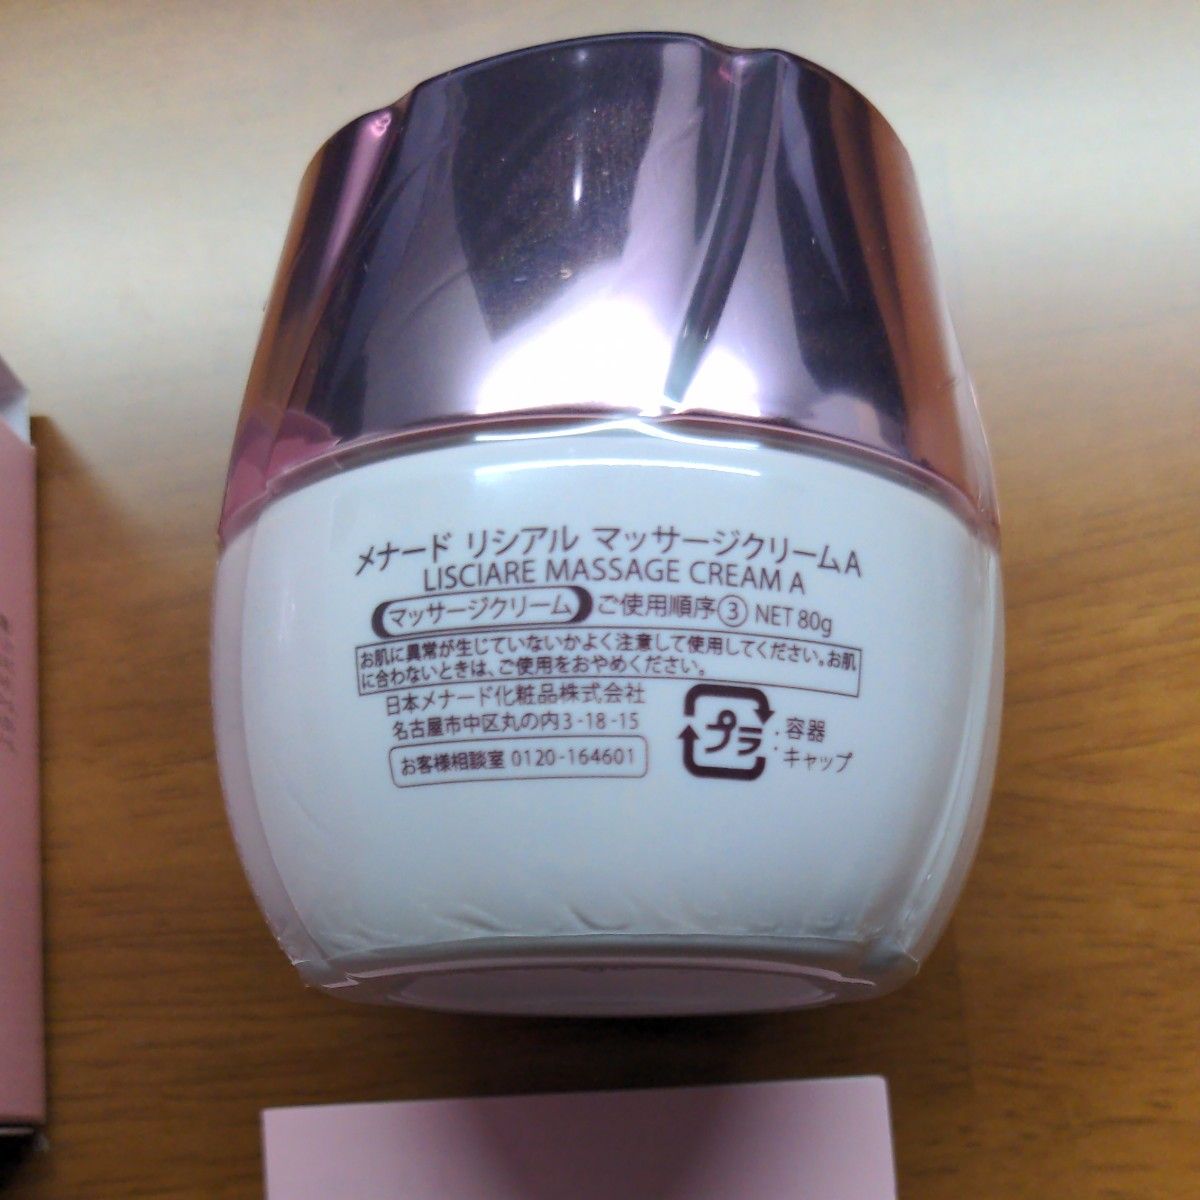 メナード リシアル マッサージクリームA
LISCIARE MASSAGE CREAM A
マッサージクリーム ご使用順序③ NET 80g
お肌に異常が生じていないかよく注意して使用してください。お肌
に合わないときは、ご使用をおやめください。
日本メナード化粧品株式会社
名古屋市中区丸の内3-18-15
お客様相談室 0120-164601
プラ ・容器
・キャップ